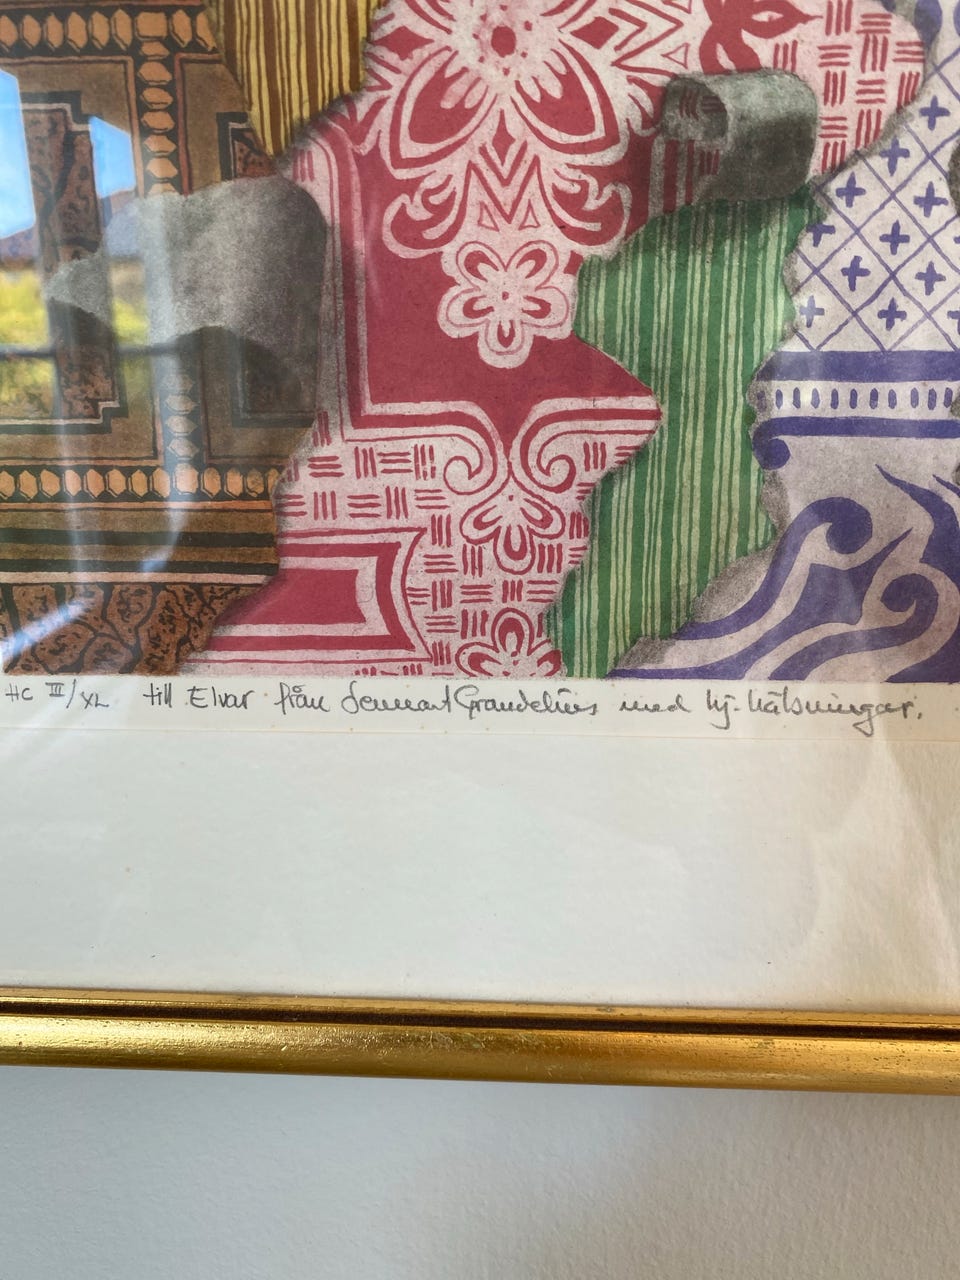 HC III/XL till Elvar från Lennart Grandelius med hj. hälsningar.